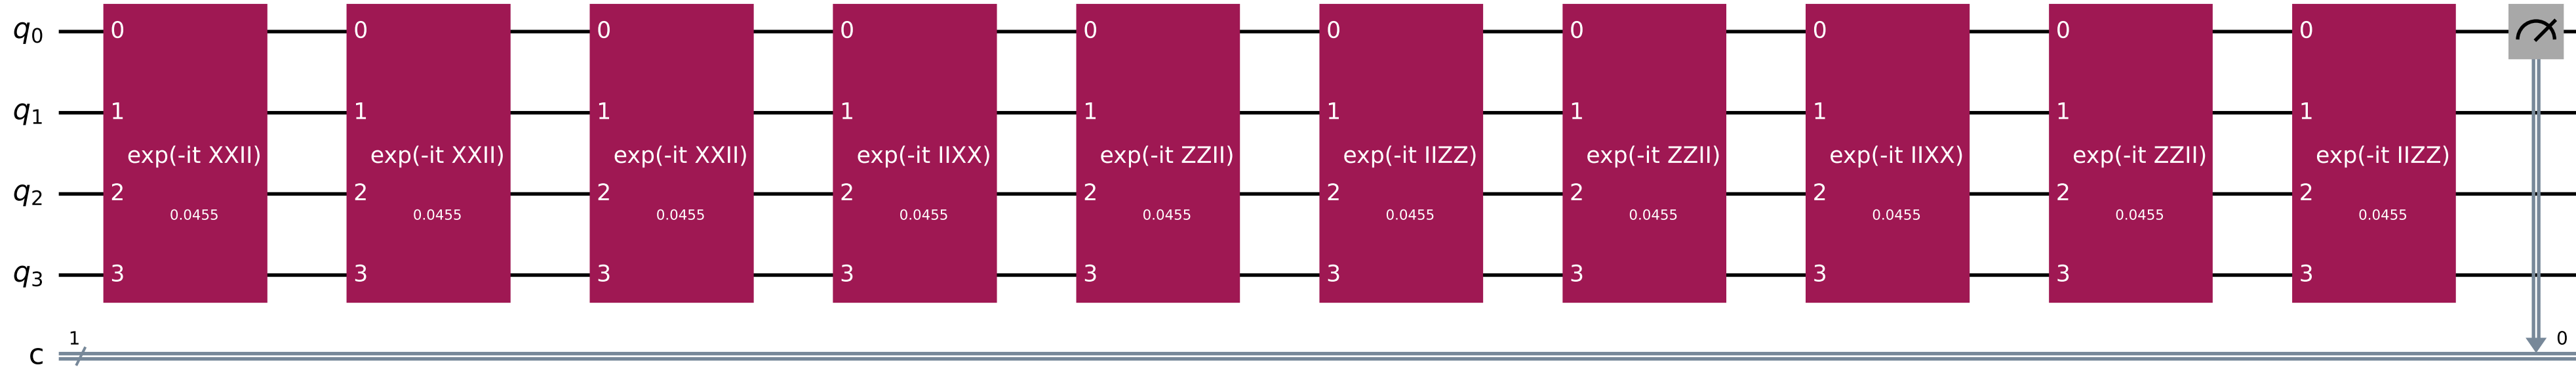 q0 0 0 0 0 0 0 0 0 0 0
q1 1 1 1 1 1 1 1 1 1 1
exp(-it XXII) exp(-it XXII) exp(-it XXII) exp(-it IIXX) exp(-it ZZII) exp(-it IIZZ) exp(-it ZZII) exp(-it IIXX) exp(-it ZZII) exp(-it IIZZ)
q2 2 2 2 2 2 2 2 2 2 2
0.0455 0.0455 0.0455 0.0455 0.0455 0.0455 0.0455 0.0455 0.0455 0.0455
q3 3 3 3 3 3 3 3 3 3 3
1 0
c